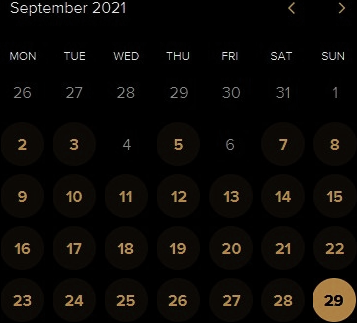 September 2021
MON TUE WED THU FRI SAT SUN
26 27 28 29 30 31 1
2 3 4 5 6 7 8
9 10 11 12 13 14 15
16 17 18 19 20 21 22
23 24 25 26 27 28 29